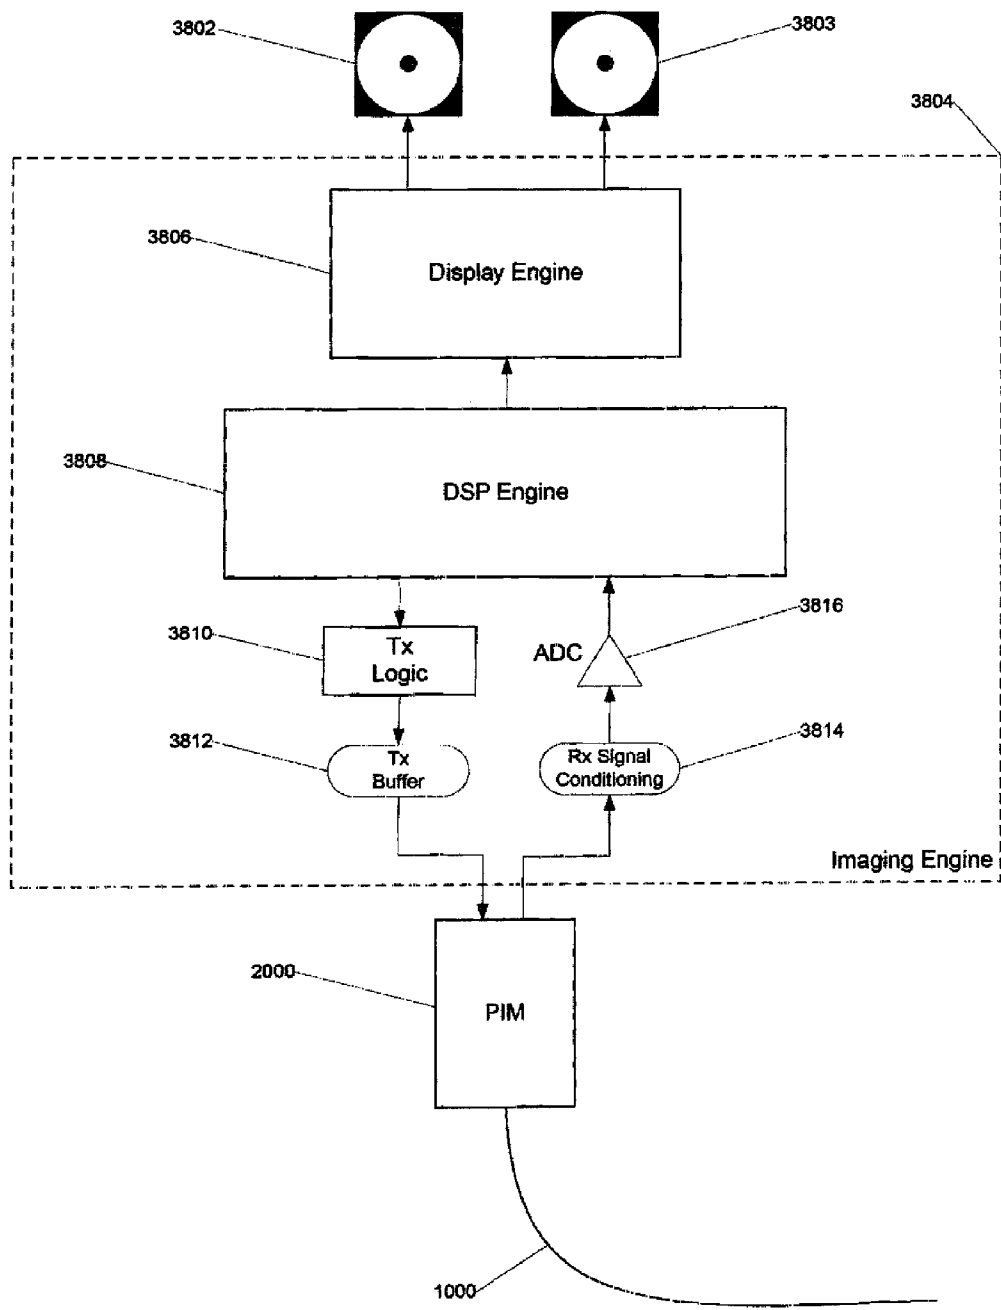 3802
3803
3804
3806
Display Engine
3808
DSP Engine
3816
3810
Tx
Logic
ADC
3812
Tx
Buffer
Rx Signal
Conditioning
3814
Imaging Engine
2000
PIM
1000